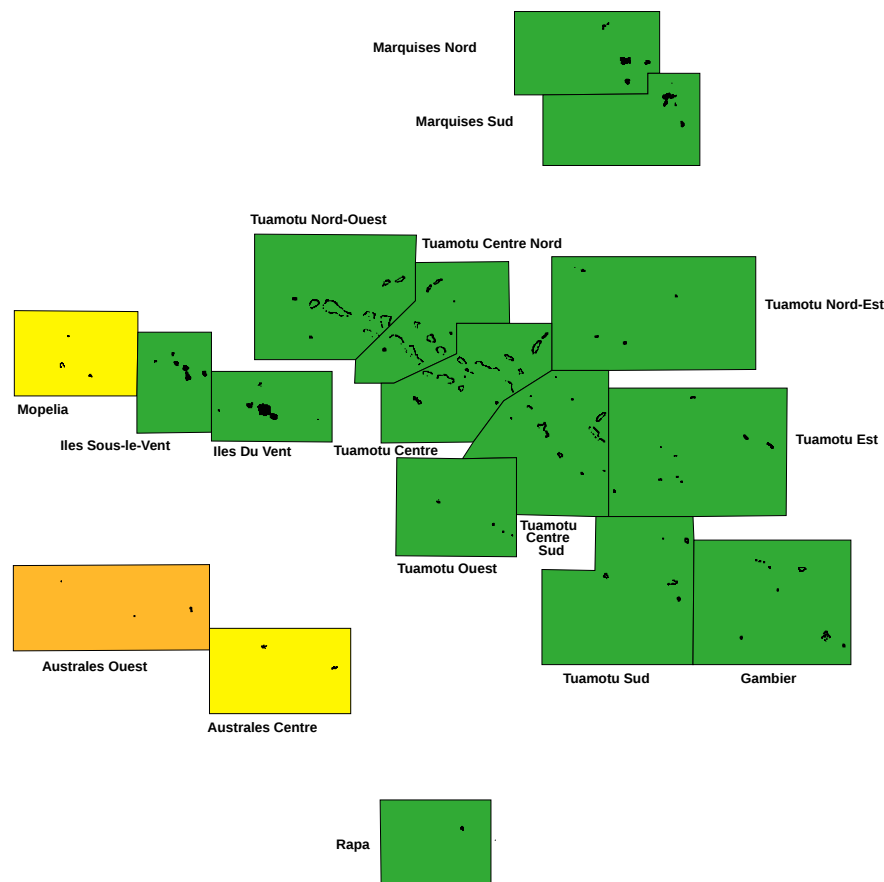 Marquises Nord
Marquises Sud
Tuamotu Nord-Ouest
Tuamotu Centre Nord
Tuamotu Nord-Est
Mopelia
Iles Sous-le-Vent
Iles Du Vent
Tuamotu Centre
Tuamotu Est
Tuamotu
Centre
Sud
Tuamotu Ouest
Australes Ouest
Tuamotu Sud
Gambier
Australes Centre
Rapa